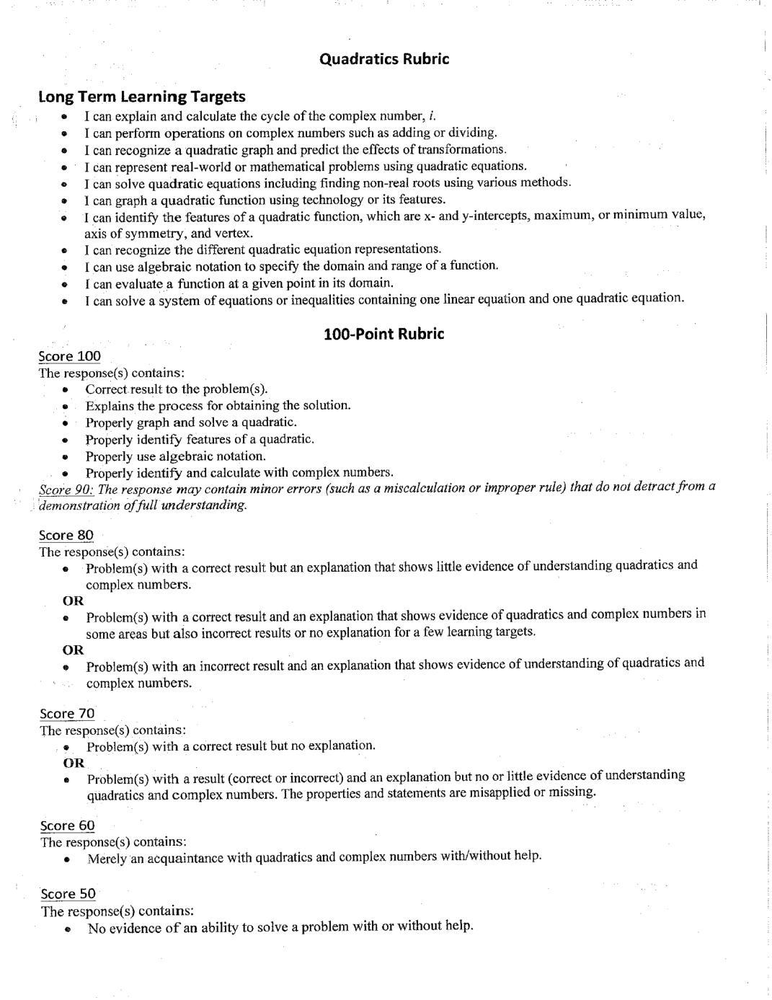 Quadratics Rubric
Long Term Learning Targets
• I can explain and calculate the cycle of the complex number, i.
• I can perform operations on complex numbers such as adding or dividing.
• I can recognize a quadratic graph and predict the effects of transformations.
• I can represent real-world or mathematical problems using quadratic equations.
• I can solve quadratic equations including finding non-real roots using various methods.
• I can graph a quadratic function using technology or its features.
• I can identify the features of a quadratic function, which are x- and y-intercepts, maximum, or minimum value,
axis of symmetry, and vertex.
• I can recognize the different quadratic equation representations.
• I can use algebraic notation to specify the domain and range of a function.
• I can evaluate a function at a given point in its domain.
• I can solve a system of equations or inequalities containing one linear equation and one quadratic equation.
100-Point Rubric
Score 100
The response(s) contains:
• Correct result to the problem(s).
• Explains the process for obtaining the solution.
• Properly graph and solve a quadratic.
• Properly identify features of a quadratic.
• Properly use algebraic notation.
• Properly identify and calculate with complex numbers.
Score 90: The response may contain minor errors (such as a miscalculation or improper rule) that do not detract from a
demonstration of full understanding.
Score 80
The response(s) contains:
• Problem(s) with a correct result but an explanation that shows little evidence of understanding quadratics and
complex numbers.
OR
• Problem(s) with a correct result and an explanation that shows evidence of quadratics and complex numbers in
some areas but also incorrect results or no explanation for a few learning targets.
OR
• Problem(s) with an incorrect result and an explanation that shows evidence of understanding of quadratics and
complex numbers.
Score 70
The response(s) contains:
• Problem(s) with a correct result but no explanation.
OR
• Problem(s) with a result (correct or incorrect) and an explanation but no or little evidence of understanding
quadratics and complex numbers. The properties and statements are misapplied or missing.
Score 60
The response(s) contains:
• Merely an acquaintance with quadratics and complex numbers with/without help.
Score 50
The response(s) contains:
• No evidence of an ability to solve a problem with or without help.